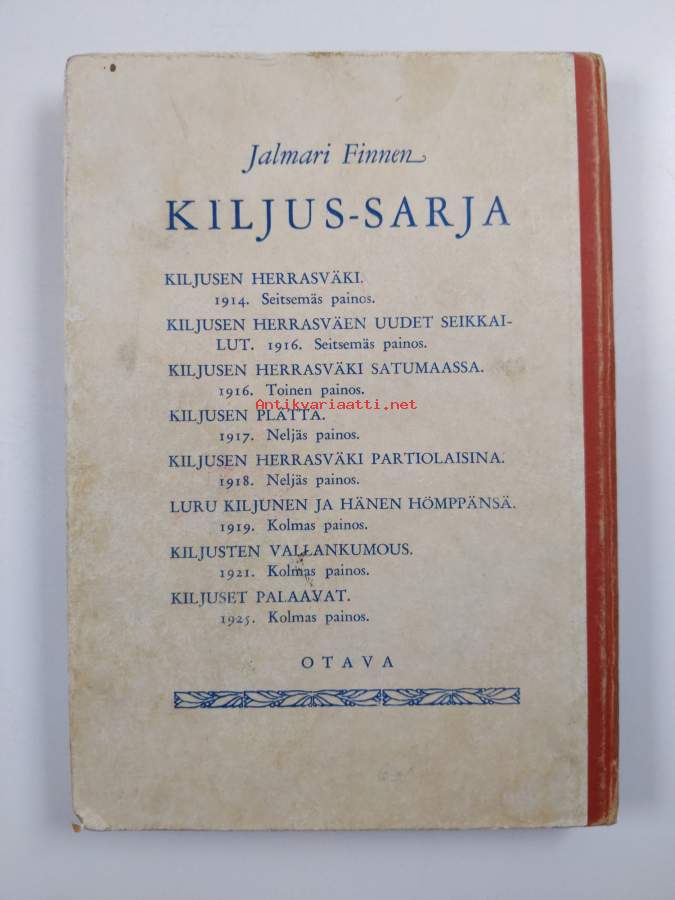 Jalmari Finnen
KILJUS-SARJA
KILJUSEN HERRASVÄKI.
1914. Seitsemäs painos.
KILJUSEN HERRASVÄEN UUDET SEIKKAI-
LUT. 1916. Seitsemäs painos.
KILJUSEN HERRASVÄKI SATUMAASSA.
1916. Toinen painos.
Antikvariaatti.net
KILJUSEN PLÄTTÄ.
1917. Neljäs painos.
KILJUSEN HERRASVÄKI PARTIOLAISINA.
1918. Neljäs painos.
LURU KILJUNEN JA HÄNEN HÖMPPÄNSÄ.
1919. Kolmas painos.
KILJUSTEN VALLANKUMOUS.
1921. Kolmas painos.
KILJUSET PALAAVAT.
1925. Kolmas painos.
OTAVA